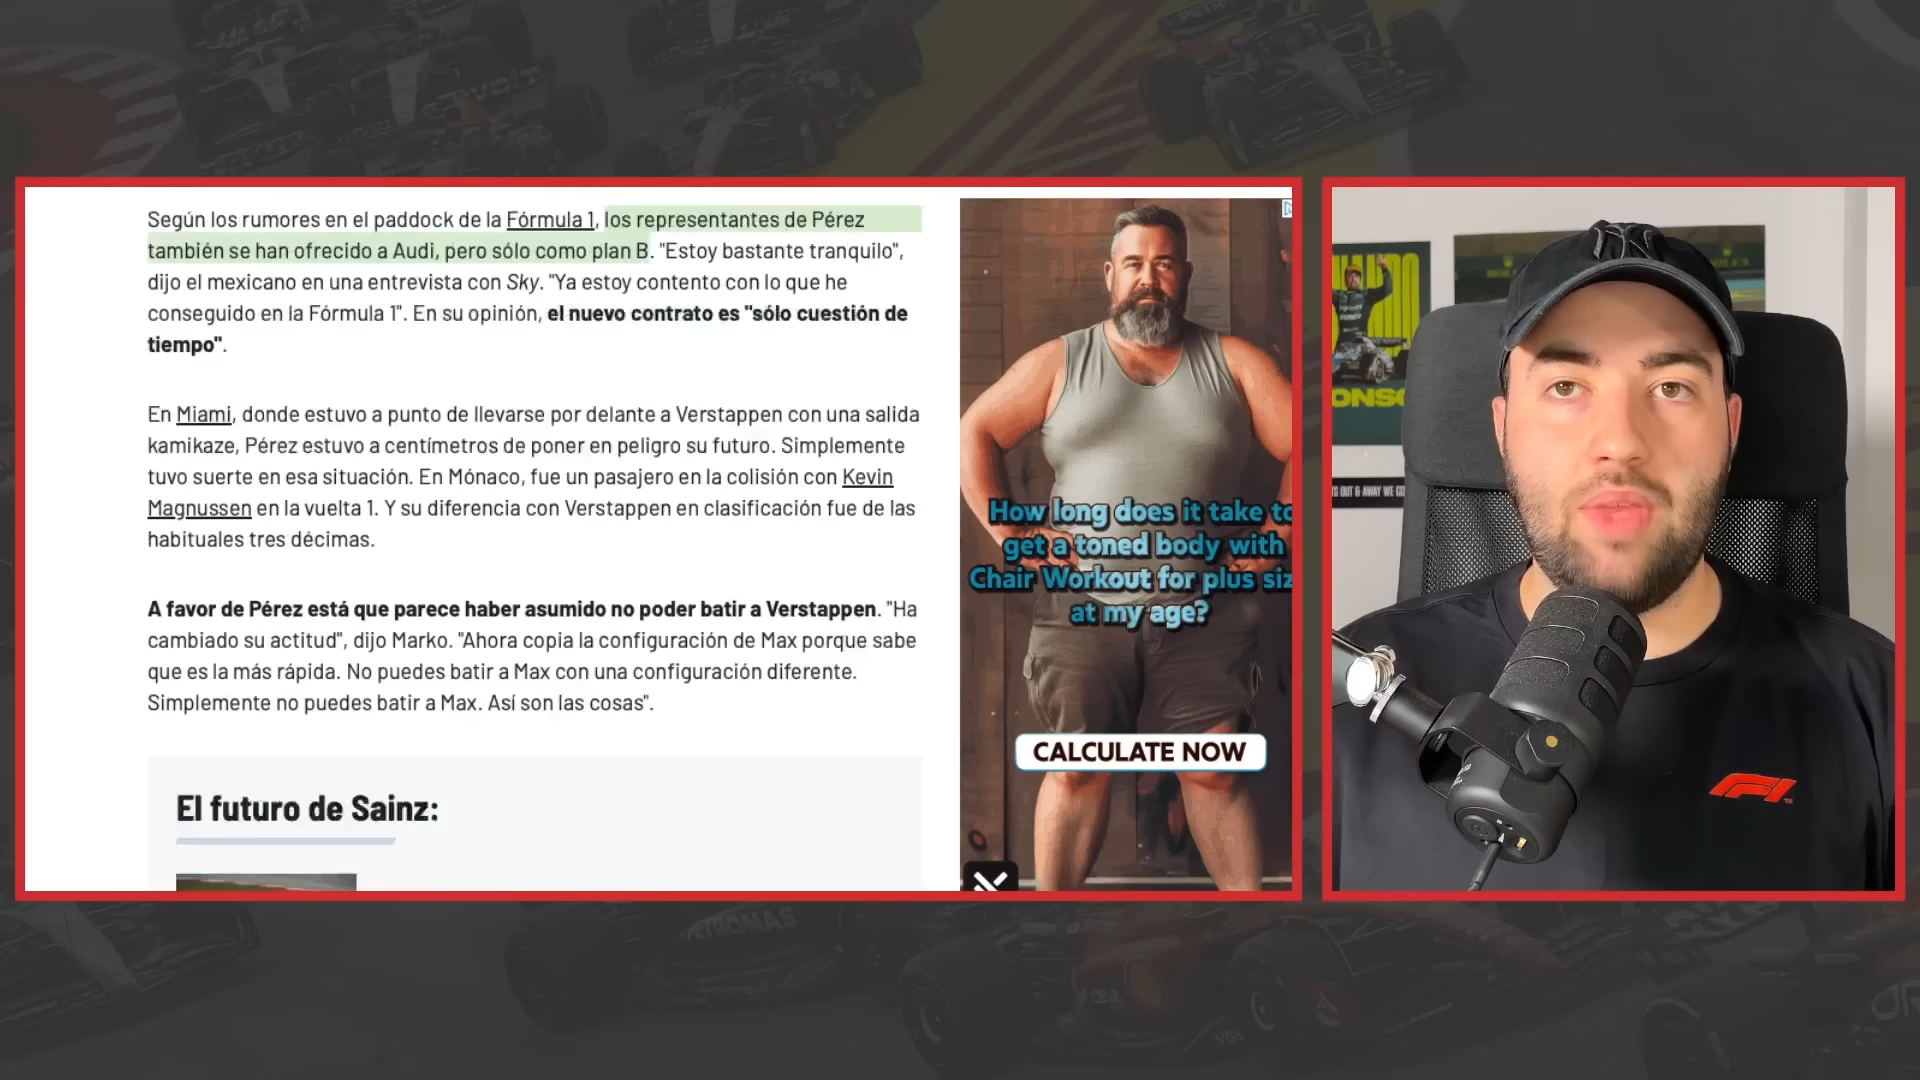 Según los rumores en el paddock de la Fórmula 1, los representantes de Pérez
también se han ofrecido a Audi, pero sólo como plan B. "Estoy bastante tranquilo",
dijo el mexicano en una entrevista con Sky. "Ya estoy contento con lo que he
conseguido en la Fórmula 1". En su opinión, el nuevo contrato es "sólo cuestión de
tiempo".
En Miami, donde estuvo a punto de llevarse por delante a Verstappen con una salida
kamikaze, Pérez estuvo a centímetros de poner en peligro su futuro. Simplemente
tuvo suerte en esa situación. En Mónaco, fue un pasajero en la colisión con Kevin
Magnussen en la vuelta 1. Y su diferencia con Verstappen en clasificación fue de las
habituales tres décimas.
A favor de Pérez está que parece haber asumido no poder batir a Verstappen. "Ha
cambiado su actitud", dijo Marko. "Ahora copia la configuración de Max porque sabe
que es la más rápida. No puedes batir a Max con una configuración diferente.
Simplemente no puedes batir a Max. Así son las cosas".
El futuro de Sainz:
How long does it take to
get a toned body with
Chair Workout for plus siz
at my age?
CALCULATE NOW
S OUT & AWAY WE GO
F1
PETRONAS